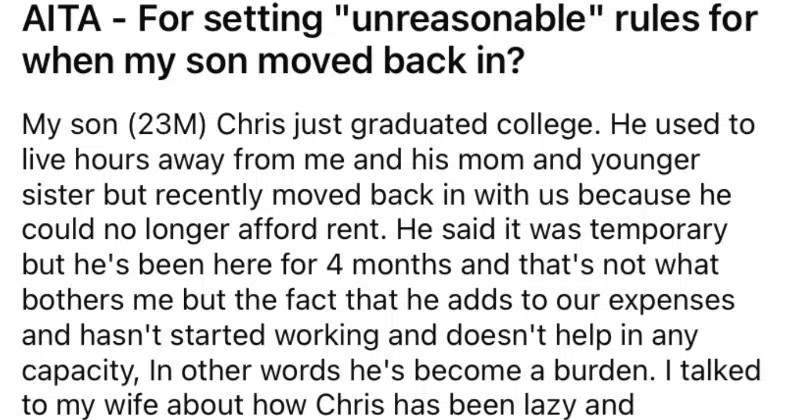 AITA - For setting "unreasonable" rules for
when my son moved back in?
My son (23M) Chris just graduated college. He used to
live hours away from me and his mom and younger
sister but recently moved back in with us because he
could no longer afford rent. He said it was temporary
but he's been here for 4 months and that's not what
bothers me but the fact that he adds to our expenses
and hasn't started working and doesn't help in any
capacity, In other words he's become a burden. I talked
to my wife about how Chris has been lazy and